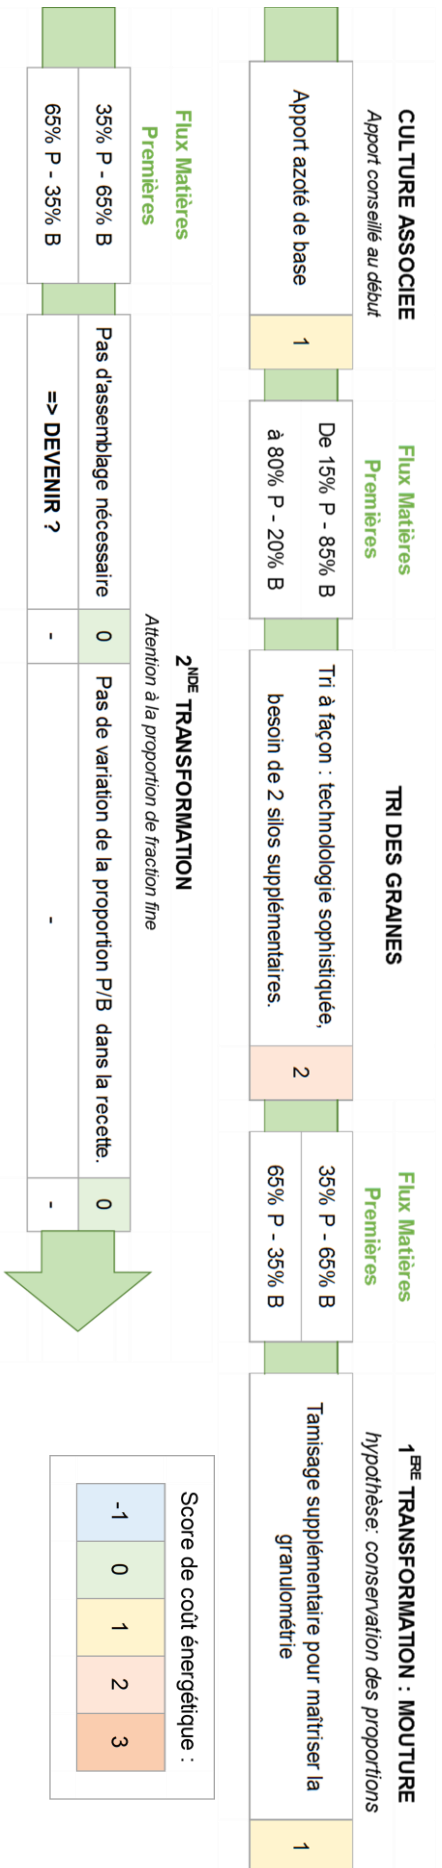 CULTURE ASSOCIEE
Apport conseillé au début
Apport azoté de base
1
Flux Matières
Premières
De 15% P - 85% B
à 80% P - 20% B
TRI DES GRAINES
Tri à façon : technolologie sophistiquée,
besoin de 2 silos supplémentaires.
2
Flux Matières
Premières
35% P - 65% B
65% P - 35% B
1ERE TRANSFORMATION : MOUTURE
hypothèse: conservation des proportions
Tamisage supplémentaire pour maîtriser la
granulométrie
1
Flux Matières
Premières
35% P - 65% B
65% P - 35% B
2NDE TRANSFORMATION
Attention à la proportion de fraction fine
Pas d'assemblage nécessaire
0
Pas de variation de la proportion P/B dans la recette.
0
=> DEVENIR ?
-
-
-
Score de coût énergétique :
-1 0 1 2 3